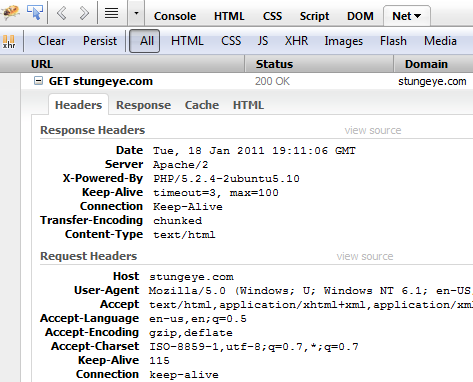 Console HTML CSS Script DOM Net
xhr Clear Persist All HTML CSS JS XHR Images Flash Media
URL Status Domain
GET stungeye.com 200 OK stungeye.com
Headers Response Cache HTML
Response Headers view source
Date Tue, 18 Jan 2011 19:11:06 GMT
Server Apache/2
X-Powered-By PHP/5.2.4-2ubuntu5.10
Keep-Alive timeout=3, max=100
Connection Keep-Alive
Transfer-Encoding chunked
Content-Type text/html
Request Headers view source
Host stungeye.com
User-Agent Mozilla/5.0 (Windows; U; Windows NT 6.1; en-US
Accept text/html,application/xhtml+xml,application/xml
Accept-Language en-us,en;q=0.5
Accept-Encoding gzip,deflate
Accept-Charset ISO-8859-1,utf-8;q=0.7,*;q=0.7
Keep-Alive 115
Connection keep-alive